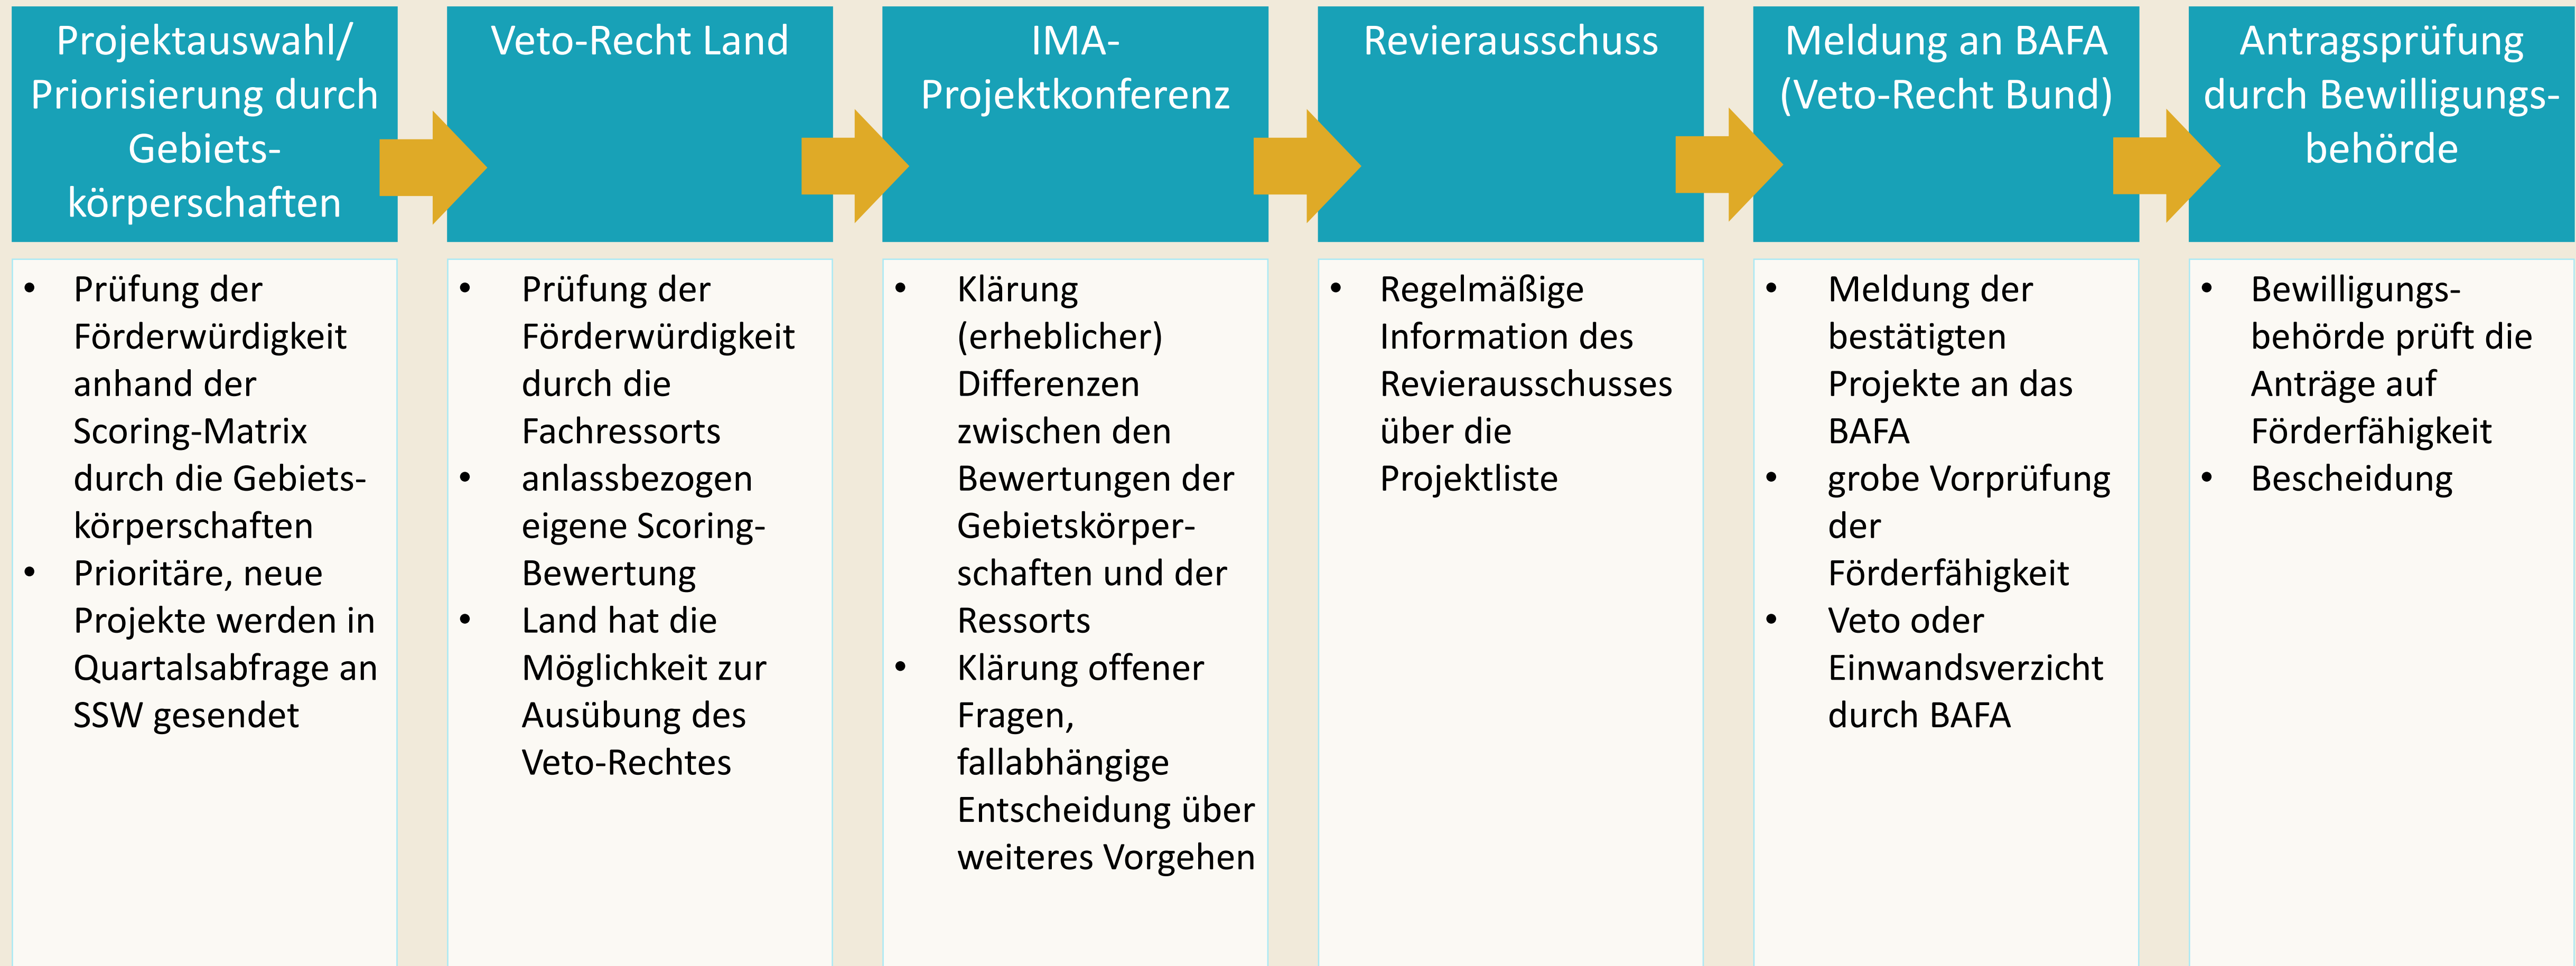 Projektauswahl/
Priorisierung durch
Gebiets-
körperschaften
• Prüfung der
Förderwürdigkeit
anhand der
Scoring-Matrix
durch die Gebiets-
körperschaften
• Prioritäre, neue
Projekte werden in
Quartalsabfrage an
SSW gesendet
Veto-Recht Land
• Prüfung der
Förderwürdigkeit
durch die
Fachressorts
• anlassbezogen
eigene Scoring-
Bewertung
• Land hat die
Möglichkeit zur
Ausübung des
Veto-Rechtes
IMA-
Projektkonferenz
• Klärung
(erheblicher)
Differenzen
zwischen den
Bewertungen der
Gebietskörper-
schaften und der
Ressorts
• Klärung offener
Fragen,
fallabhängige
Entscheidung über
weiteres Vorgehen
Revierausschuss
• Regelmäßige
Information des
Revierausschusses
über die
Projektliste
Meldung an BAFA
(Veto-Recht Bund)
• Meldung der
bestätigten
Projekte an das
BAFA
• grobe Vorprüfung
der
Förderfähigkeit
• Veto oder
Einwandsverzicht
durch BAFA
Antragsprüfung
durch Bewilligungs-
behörde
• Bewilligungs-
behörde prüft die
Anträge auf
Förderfähigkeit
• Bescheidung